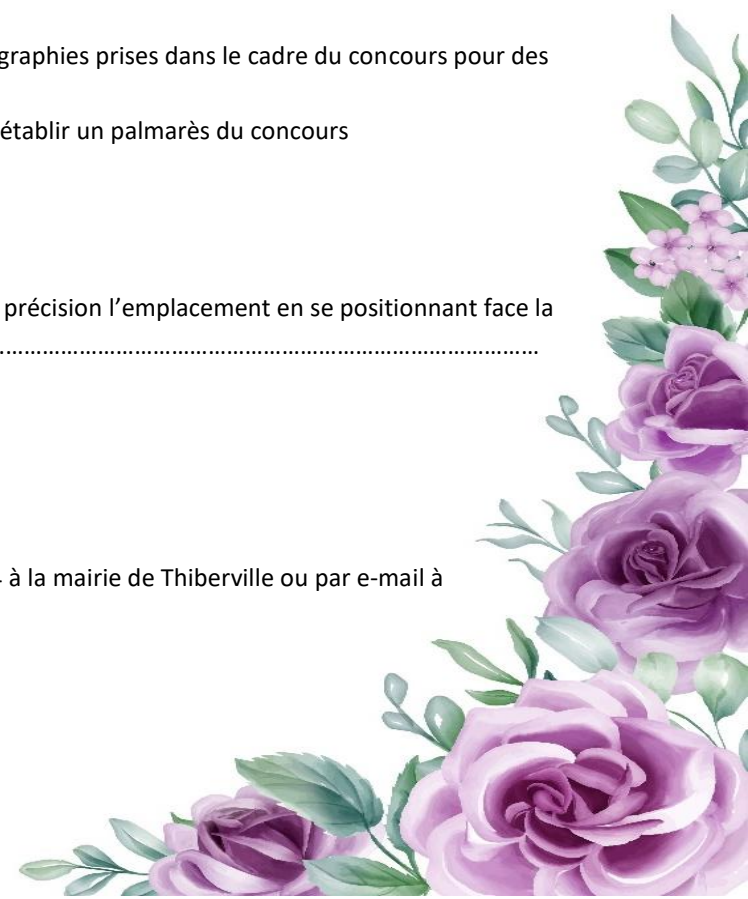 graphies prises dans le cadre du concours pour des
établir un palmarès du concours
précision l’emplacement en se positionnant face la
……………………………………………………………………………
à la mairie de Thiberville ou par e-mail à